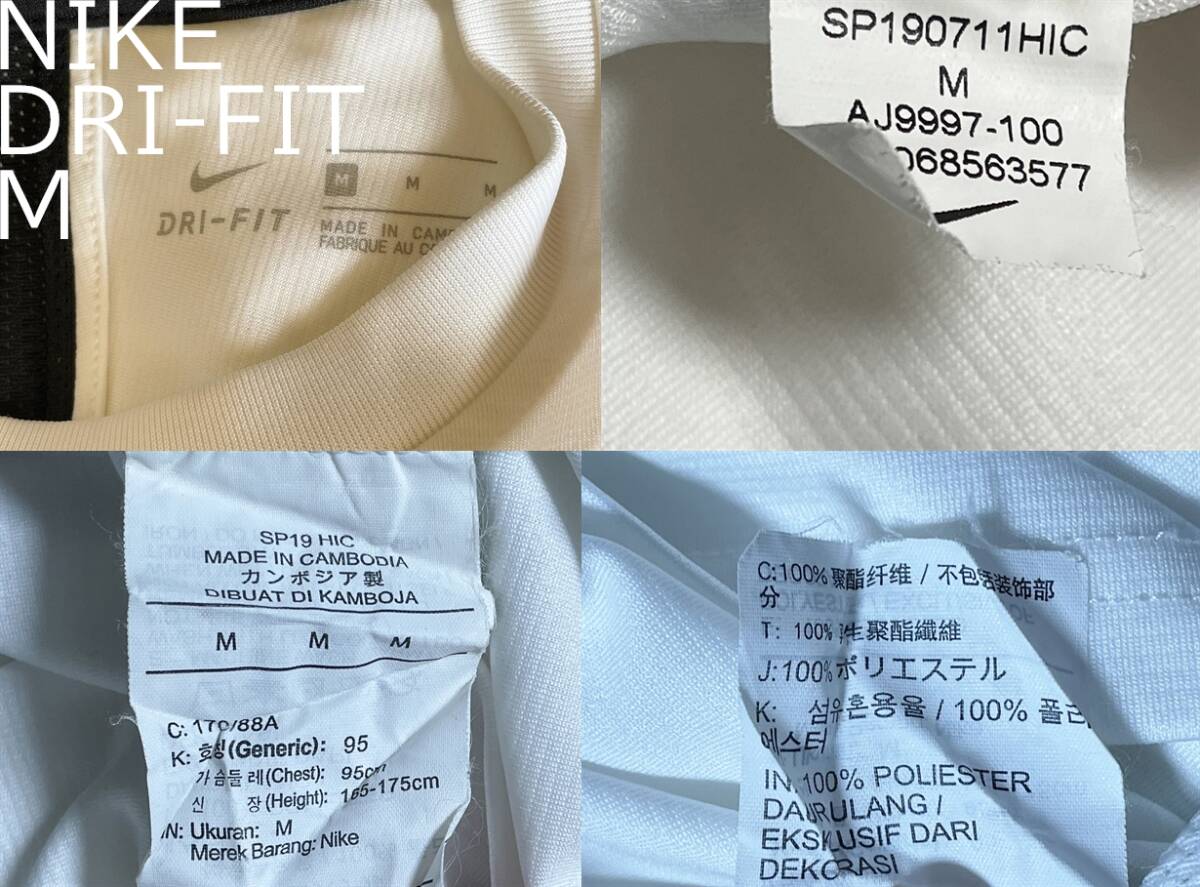 NIKE
DRI-FIT
M
DRI-FIT
M M M
MADE IN
FABRIQUE AU
SP190711HIC
M
AJ9997-100
068563577
SP19 HIC
MADE IN CAMBODIA
カンボジア製
DIBUAT DI KAMBOJA
M M M
C: 170/88A
K: 호칭(Generic): 95
가슴둘레(Chest): 95cm
신 장(Height): 165-175cm
IN: Ukuran: M
Merek Barang: Nike
C:100% 聚酯纤维 / 不包括装饰部
分
T: 100% 再生聚酯纖維
J:100% ポリエステル
K: 섬유혼용율 / 100% 폴리
에스터
IN: 100% POLIESTER
DAUR ULANG /
EKSKLUSIF DARI
DEKORASI